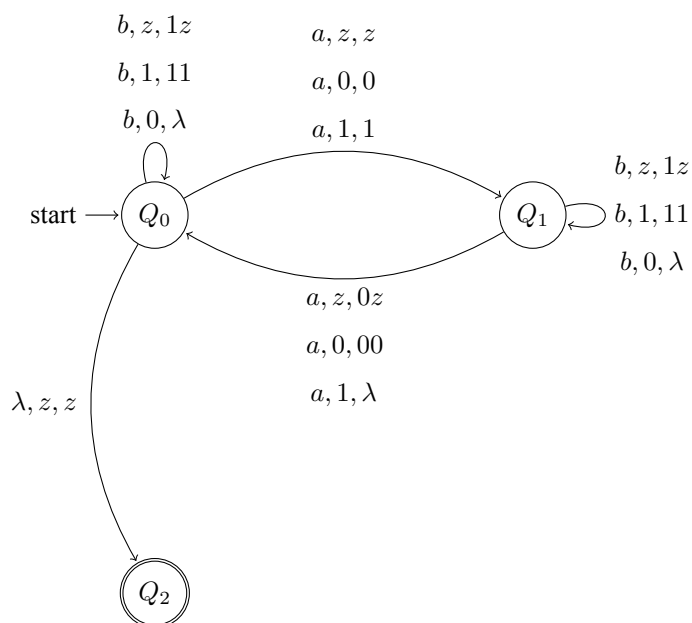 b, z, 1z
b, 1, 11
b, 0, λ
a, z, z
a, 0, 0
a, 1, 1
start
Q₀
Q₁
b, z, 1z
b, 1, 11
b, 0, λ
a, z, 0z
a, 0, 00
a, 1, λ
λ, z, z
Q₂